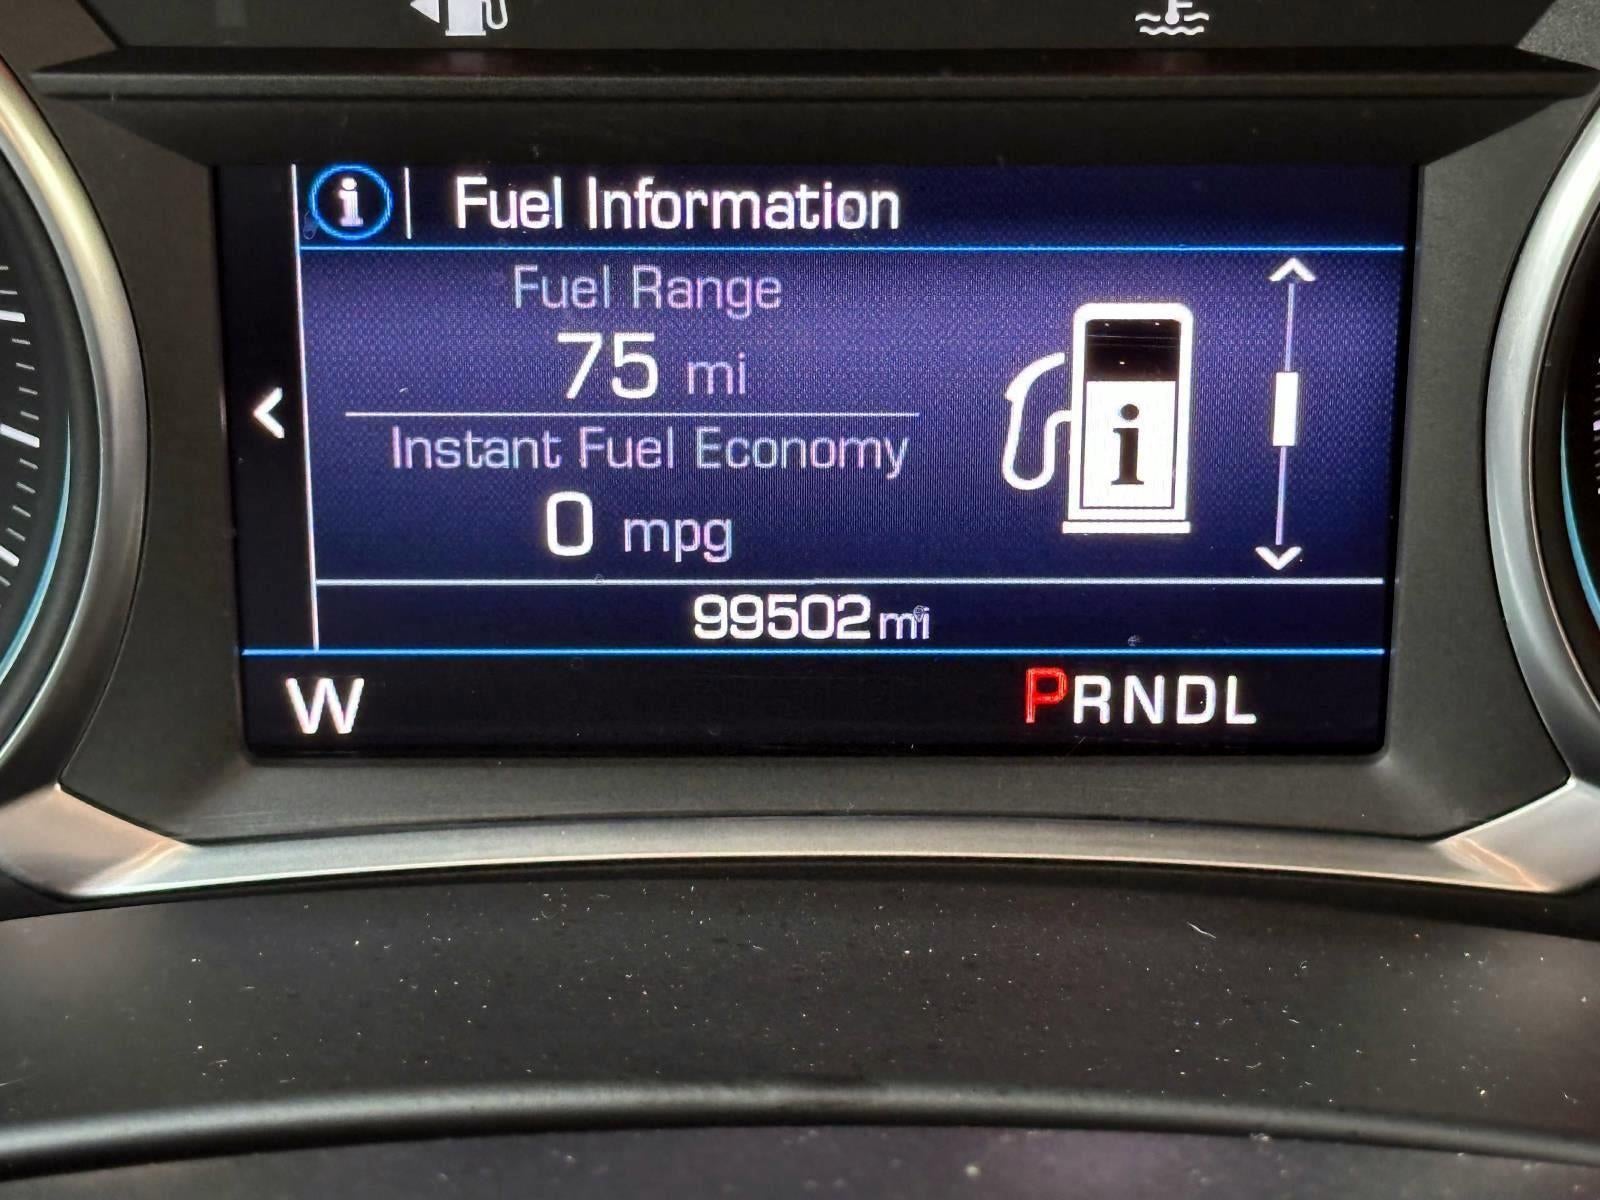 i Fuel Information
Fuel Range
75 mi
Instant Fuel Economy
0 mpg
i
99502 mi
W PRNDL